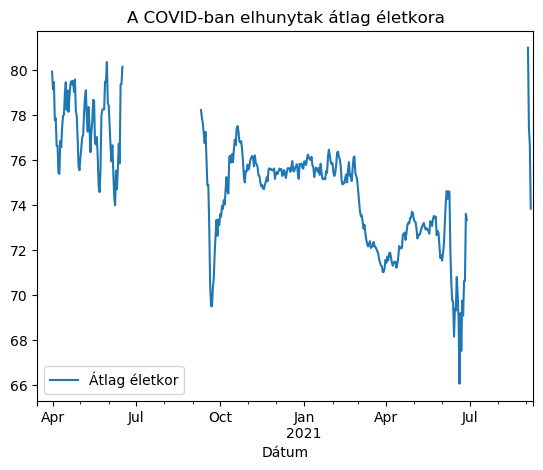 A COVID-ban elhunytak átlag életkora
80
78
76
74
72
70
68
66
Átlag életkor
Apr Jul Oct Jan Apr Jul
2021
Dátum